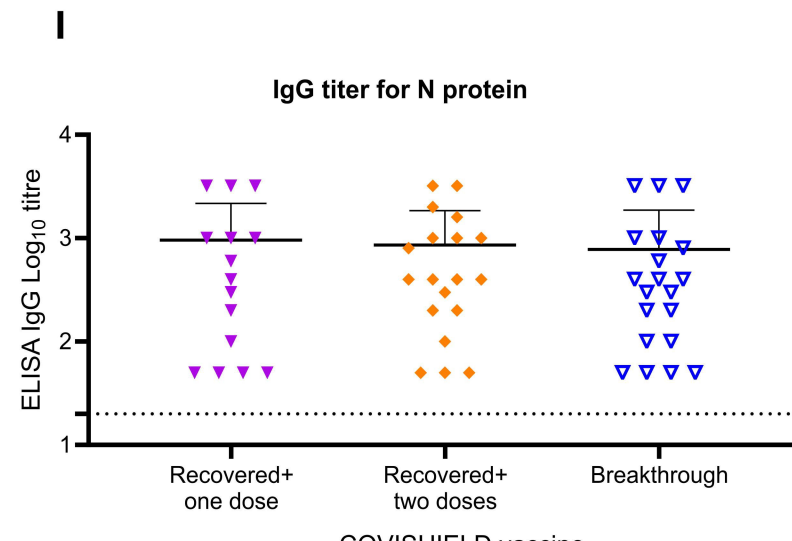 I
IgG titer for N protein
ELISA IgG Log10 titre
4
3
2
1
Recovered+
one dose
Recovered+
two doses
Breakthrough